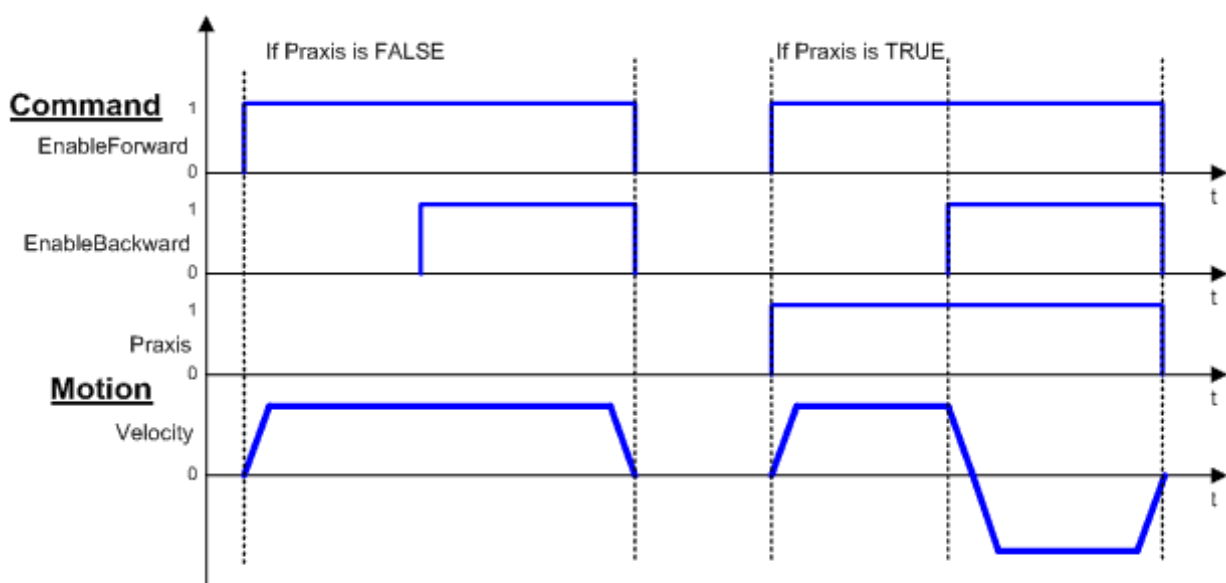 If Praxis is FALSE
If Praxis is TRUE
Command
1
EnableForward
0
t
1
EnableBackward
0
t
1
Praxis
0
t
Motion
Velocity
0
t